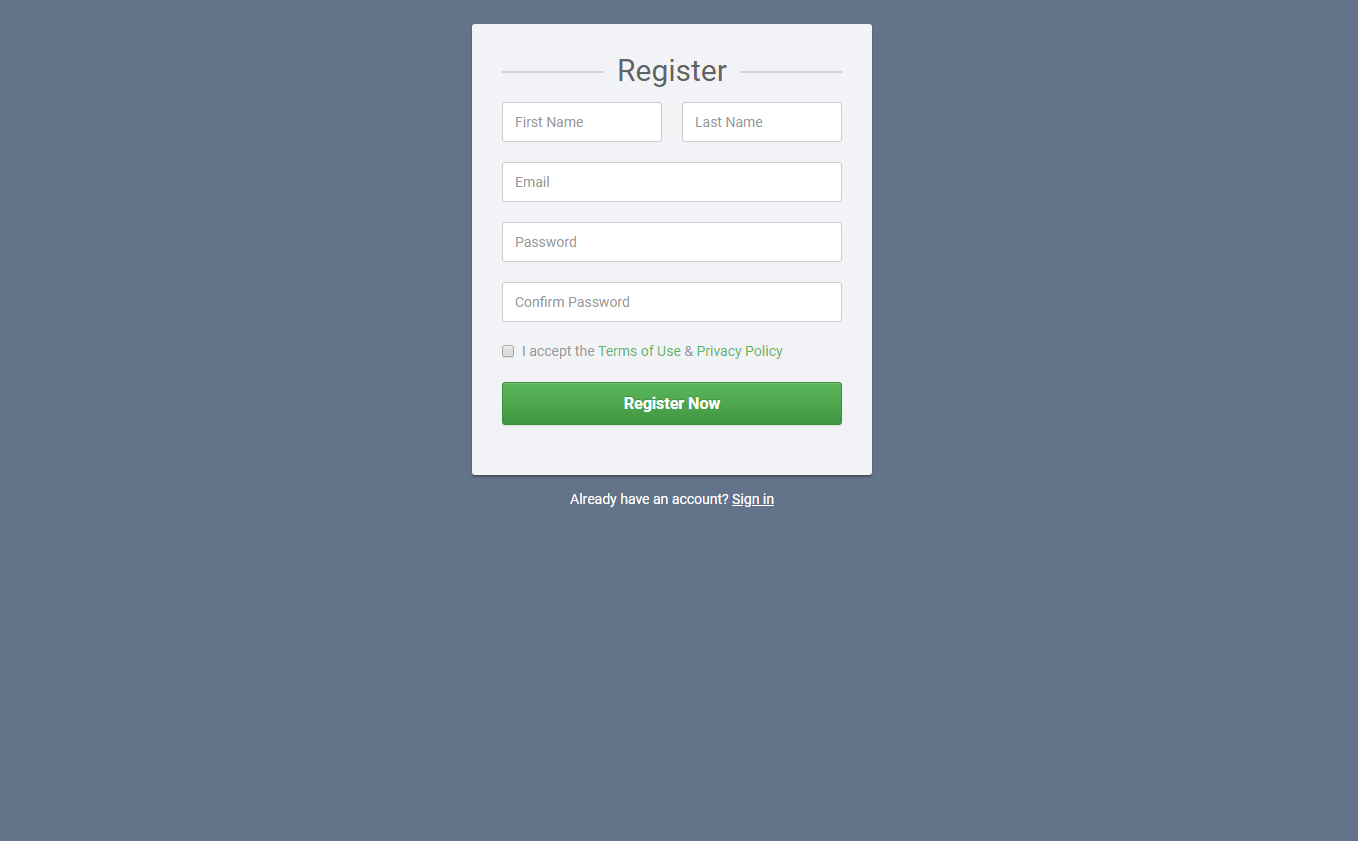 Register
First Name Last Name
Email
Password
Confirm Password
I accept the Terms of Use & Privacy Policy
Register Now
Already have an account? Sign in